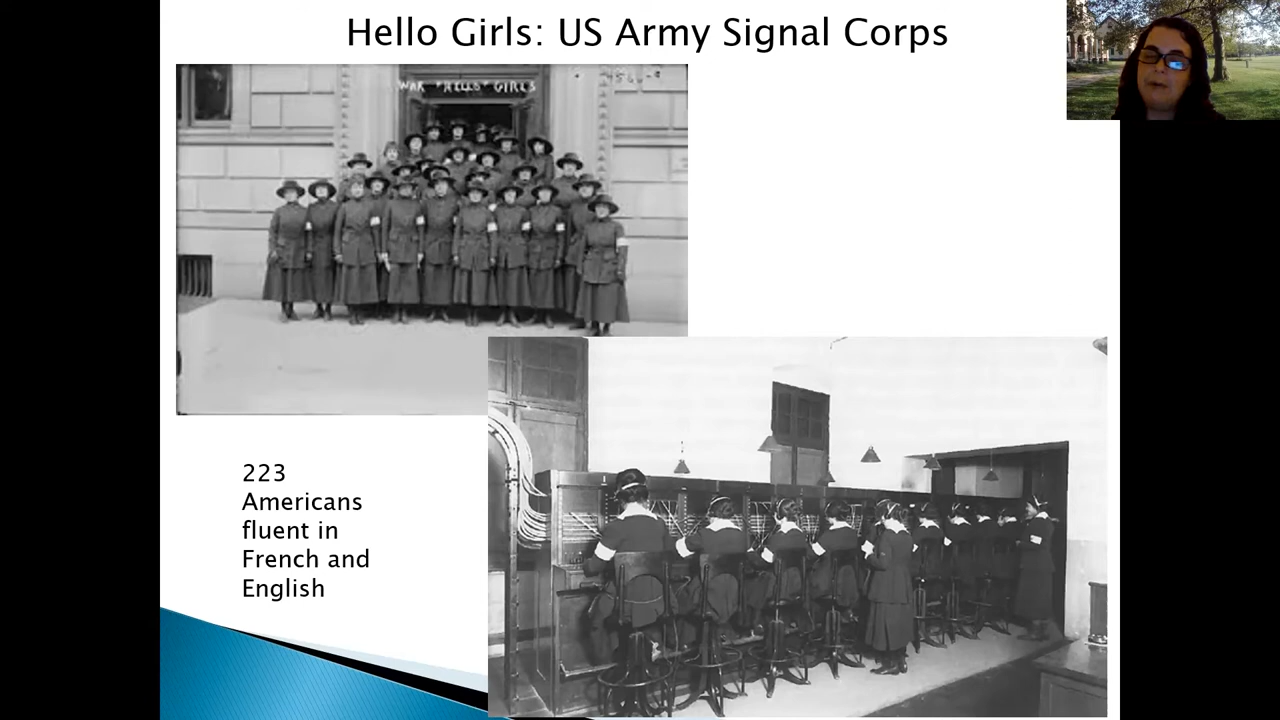 Hello Girls: US Army Signal Corps
WAR "HELLO" GIRLS
223
Americans
fluent in
French and
English